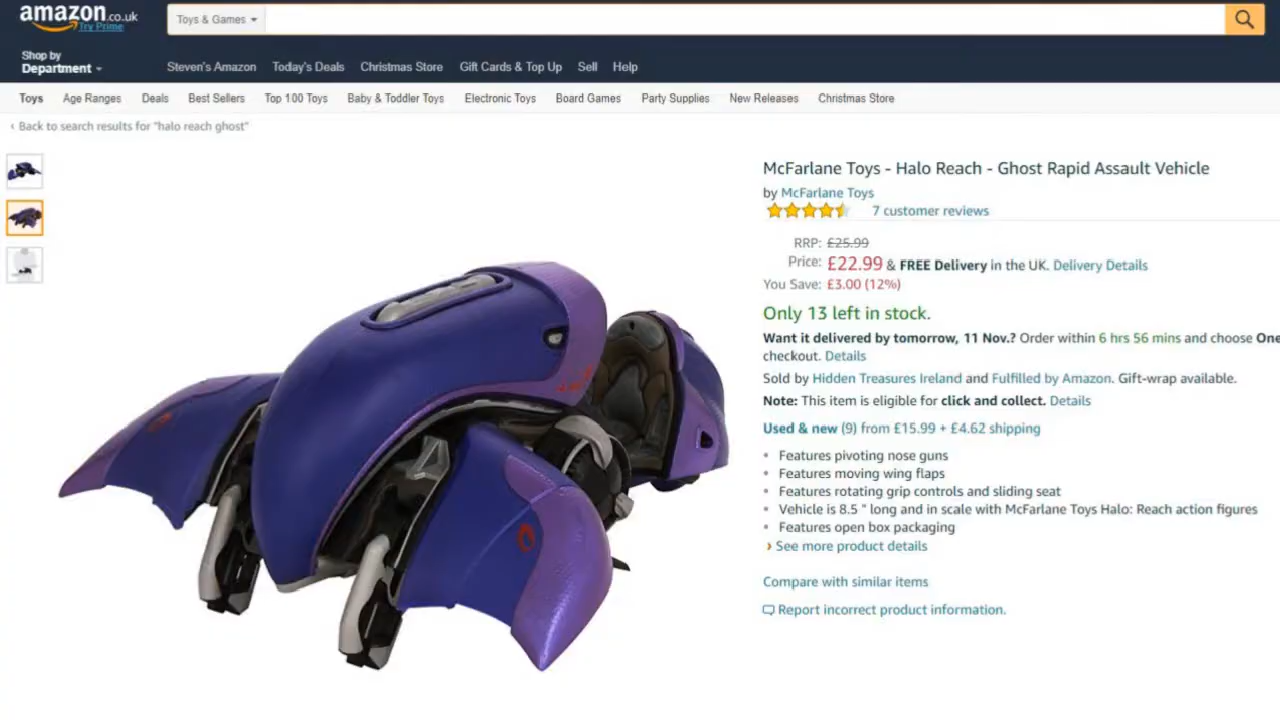 amazon.co.uk
Try Prime
Toys & Games
Shop by
Department
Steven's Amazon Today's Deals Christmas Store Gift Cards & Top Up Sell Help
Toys Age Ranges Deals Best Sellers Top 100 Toys Baby & Toddler Toys Electronic Toys Board Games Party Supplies New Releases Christmas Store
‹ Back to search results for "halo reach ghost"
McFarlane Toys - Halo Reach - Ghost Rapid Assault Vehicle
by McFarlane Toys
7 customer reviews
RRP: £25.99
Price: £22.99 & FREE Delivery in the UK. Delivery Details
You Save: £3.00 (12%)
Only 13 left in stock.
Want it delivered by tomorrow, 11 Nov.? Order within 6 hrs 56 mins and choose One
checkout. Details
Sold by Hidden Treasures Ireland and Fulfilled by Amazon. Gift-wrap available.
Note: This item is eligible for click and collect. Details
Used & new (9) from £15.99 + £4.62 shipping
• Features pivoting nose guns
• Features moving wing flaps
• Features rotating grip controls and sliding seat
• Vehicle is 8.5 " long and in scale with McFarlane Toys Halo: Reach action figures
• Features open box packaging
› See more product details
Compare with similar items
Report incorrect product information.